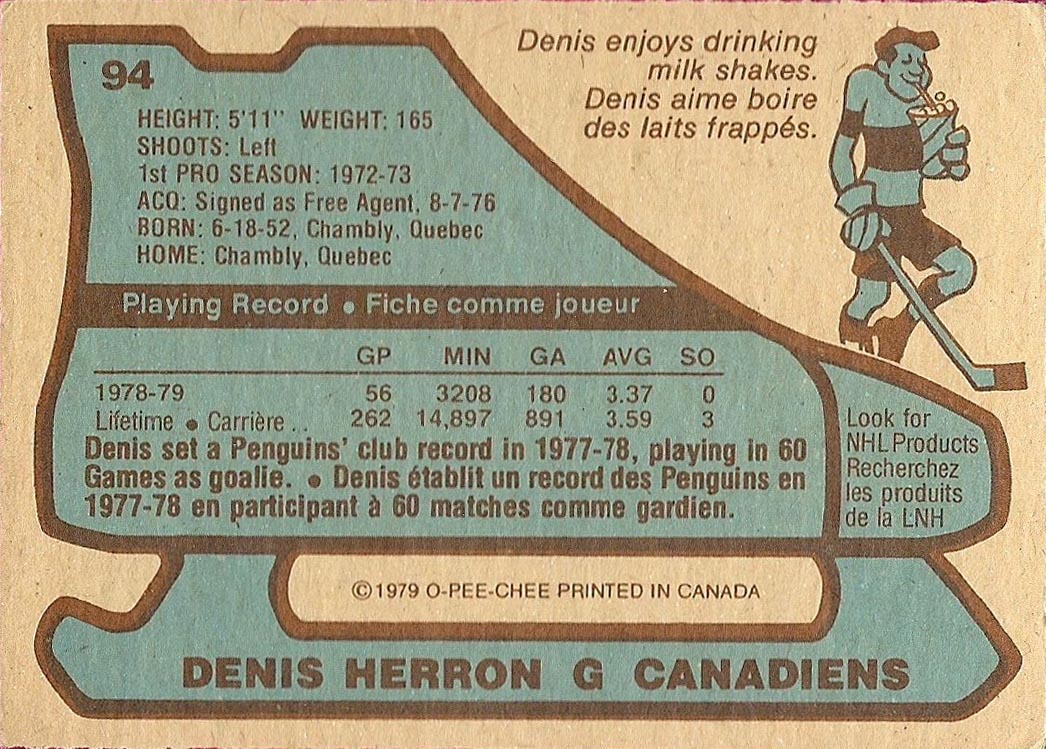 94
Denis enjoys drinking
milk shakes.
Denis aime boire
des laits frappés.
HEIGHT: 5'11" WEIGHT: 165
SHOOTS: Left
1st PRO SEASON: 1972-73
ACQ: Signed as Free Agent, 8-7-76
BORN: 6-18-52, Chambly, Quebec
HOME: Chambly, Quebec
Playing Record • Fiche comme joueur
GP MIN GA AVG SO
1978-79 56 3208 180 3.37 0
Lifetime • Carrière .. 262 14,897 891 3.59 3
Denis set a Penguins' club record in 1977-78, playing in 60
Games as goalie. • Denis établit un record des Penguins en
1977-78 en participant à 60 matches comme gardien.
Look for
NHL Products
Recherchez
les produits
de la LNH
©1979 O-PEE-CHEE PRINTED IN CANADA
DENIS HERRON G CANADIENS